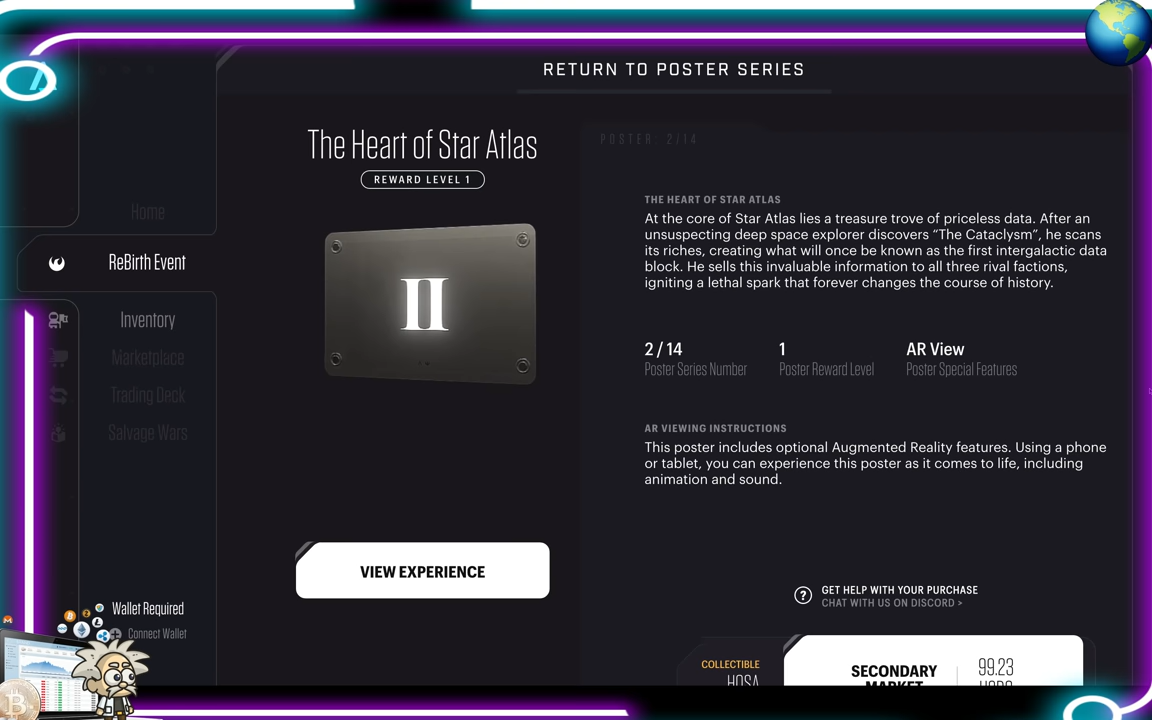 RETURN TO POSTER SERIES
The Heart of Star Atlas
REWARD LEVEL 1
II
VIEW EXPERIENCE
Home
ReBirth Event
Inventory
Marketplace
Trading Deck
Salvage Wars
Wallet Required
Connect Wallet
POSTER: 2/14
THE HEART OF STAR ATLAS
At the core of Star Atlas lies a treasure trove of priceless data. After an
unsuspecting deep space explorer discovers “The Cataclysm”, he scans
its riches, creating what will once be known as the first intergalactic data
block. He sells this invaluable information to all three rival factions,
igniting a lethal spark that forever changes the course of history.
2 / 14
Poster Series Number
1
Poster Reward Level
AR View
Poster Special Features
AR VIEWING INSTRUCTIONS
This poster includes optional Augmented Reality features. Using a phone
or tablet, you can experience this poster as it comes to life, including
animation and sound.
GET HELP WITH YOUR PURCHASE
CHAT WITH US ON DISCORD >
COLLECTIBLE
HOSA
SECONDARY
MARKET
99.23